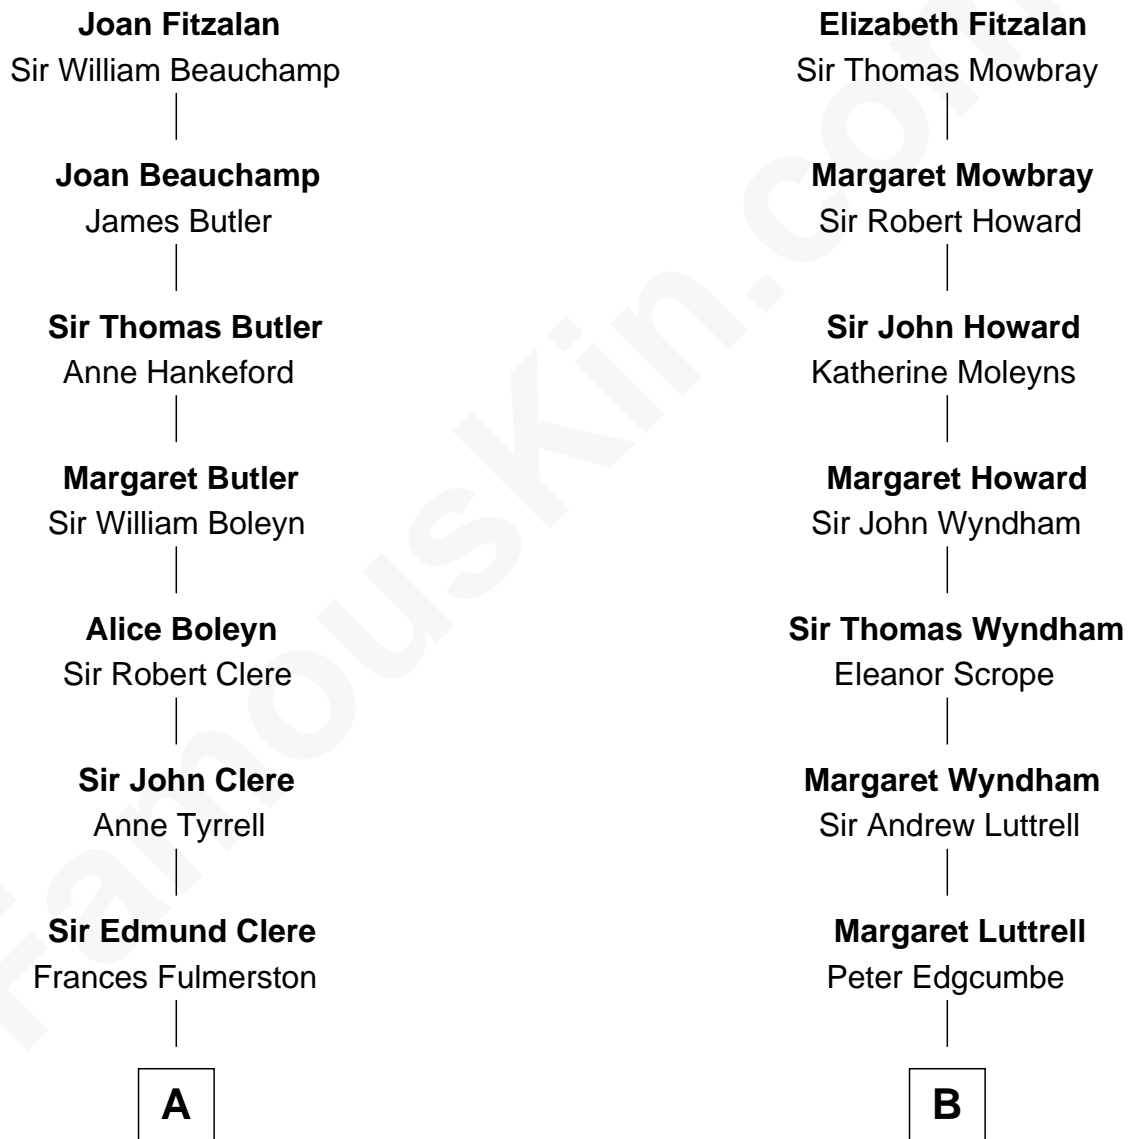 Joan Fitzalan
Sir William Beauchamp
Joan Beauchamp
James Butler
Sir Thomas Butler
Anne Hankeford
Margaret Butler
Sir William Boleyn
Alice Boleyn
Sir Robert Clere
Sir John Clere
Anne Tyrrell
Sir Edmund Clere
Frances Fulmerston
A
Elizabeth Fitzalan
Sir Thomas Mowbray
Margaret Mowbray
Sir Robert Howard
Sir John Howard
Katherine Moleyns
Margaret Howard
Sir John Wyndham
Sir Thomas Wyndham
Eleanor Scrope
Margaret Wyndham
Sir Andrew Luttrell
Margaret Luttrell
Peter Edgcumbe
B
FamousKin.com